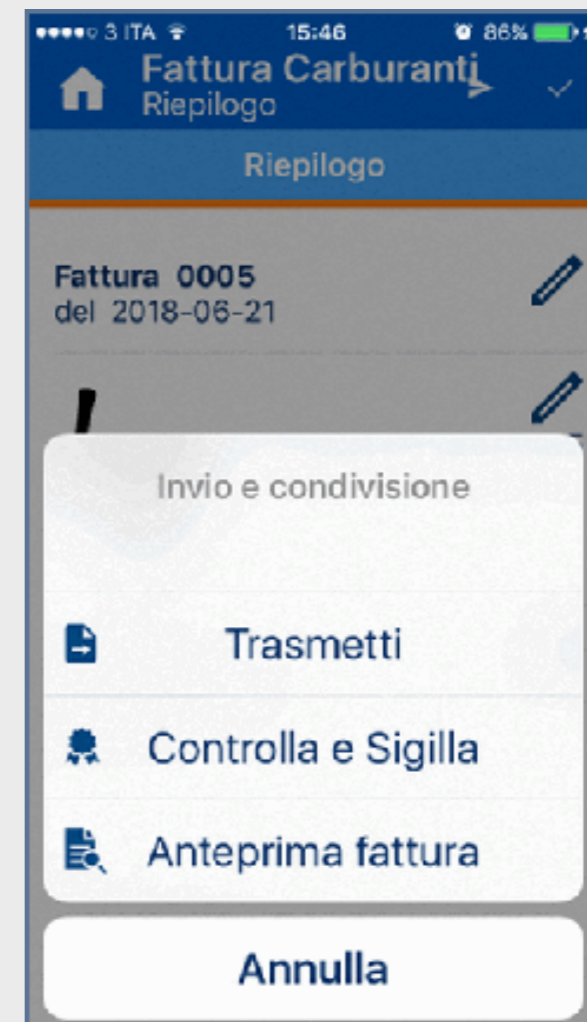 3 ITA 15:46 86%
Fattura Carburanti
Riepilogo
Riepilogo
Fattura 0005
del 2018-06-21
Invio e condivisione
Trasmetti
Controlla e Sigilla
Anteprima fattura
Annulla